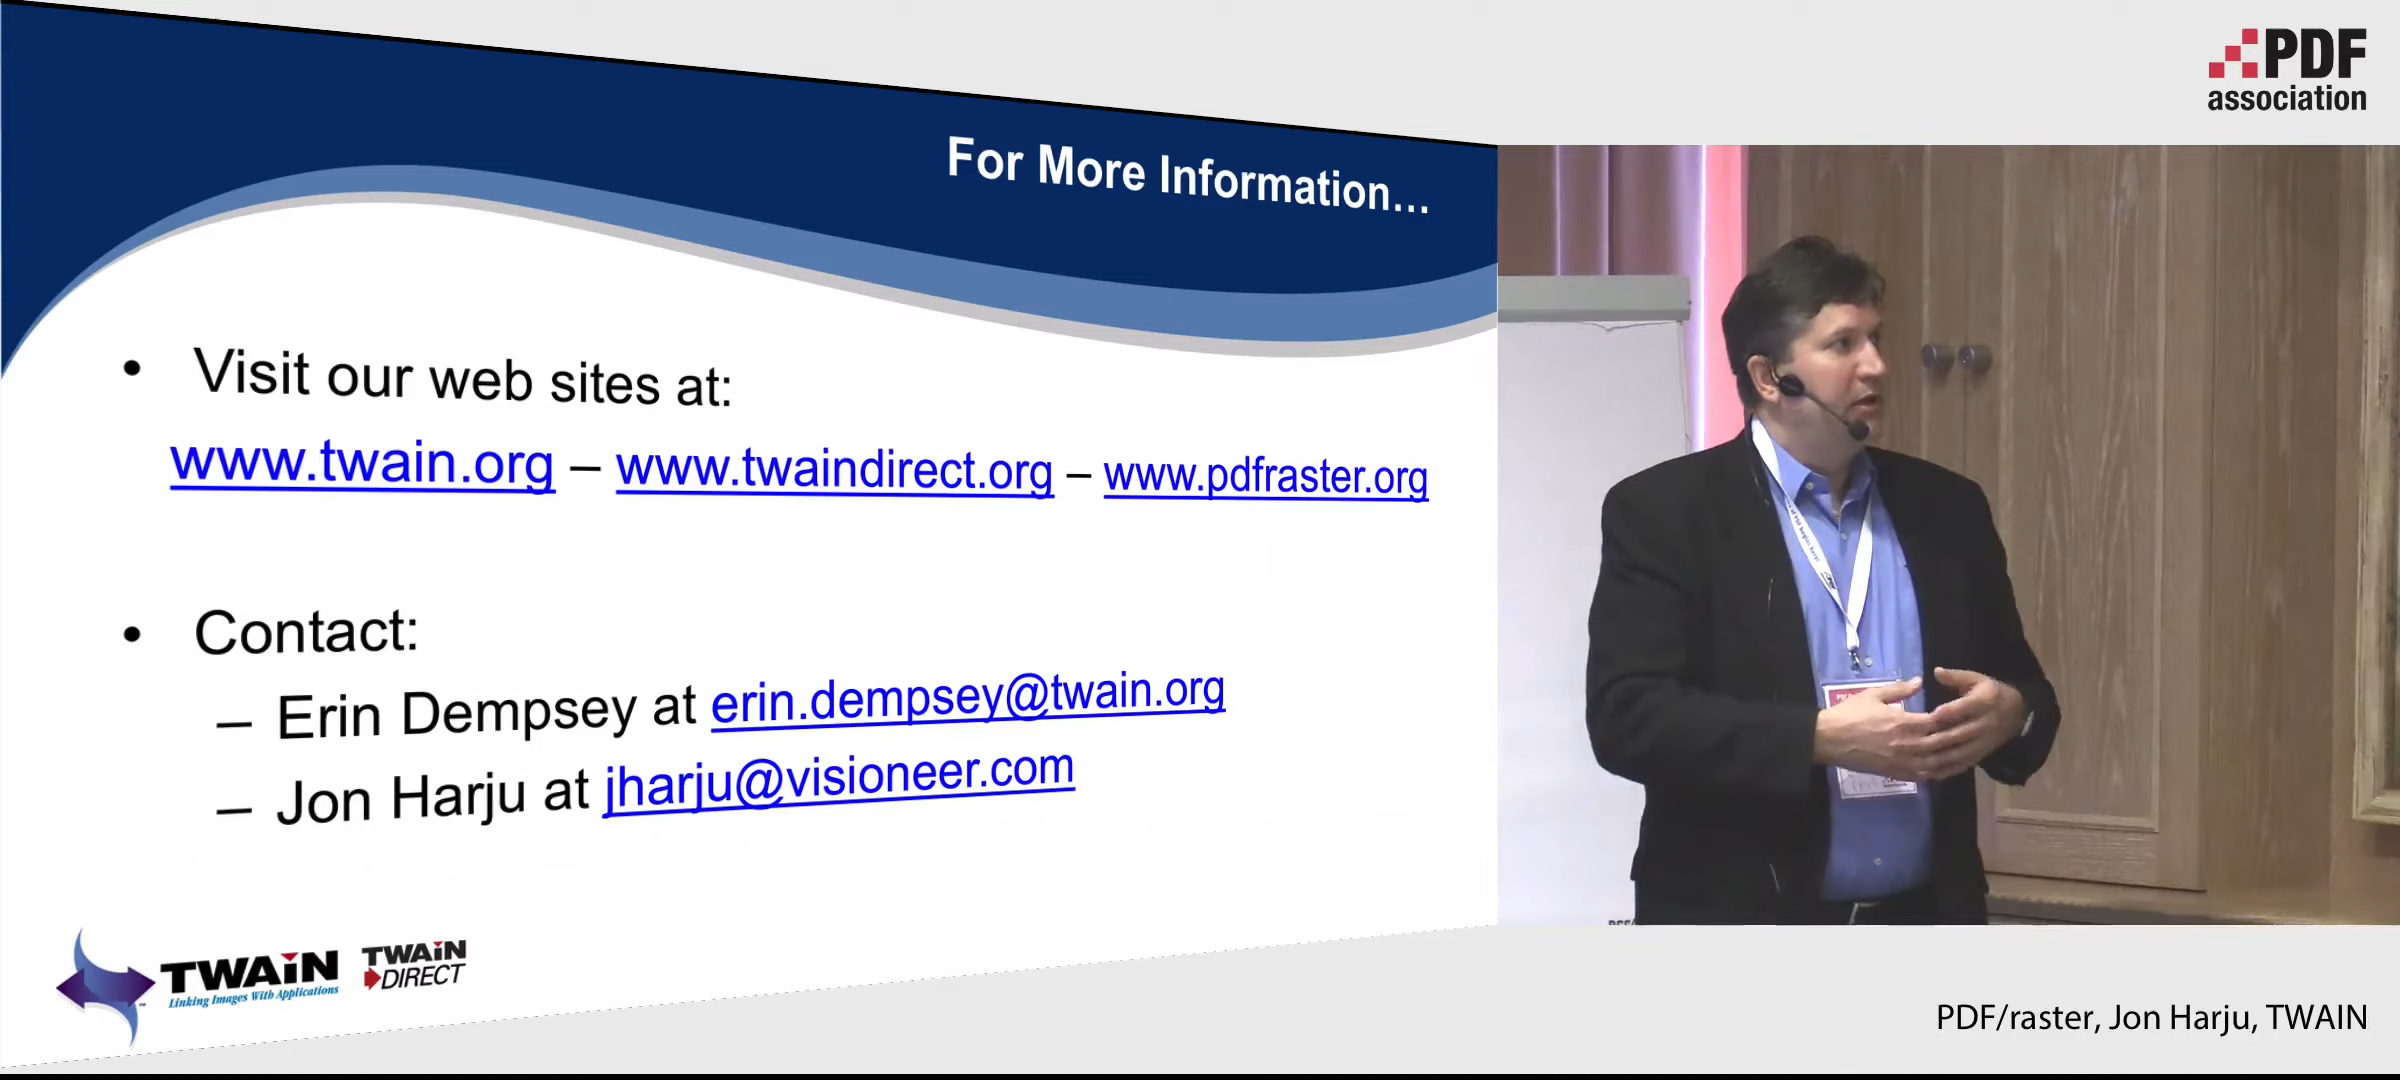 PDF
association
For More Information...
• Visit our web sites at:
www.twain.org – www.twaindirect.org – www.pdfraster.org
• Contact:
– Erin Dempsey at erin.dempsey@twain.org
– Jon Harju at jharju@visioneer.com
TWAIN
Linking Images With Applications
TWAIN
DIRECT
PDF/raster, Jon Harju, TWAIN